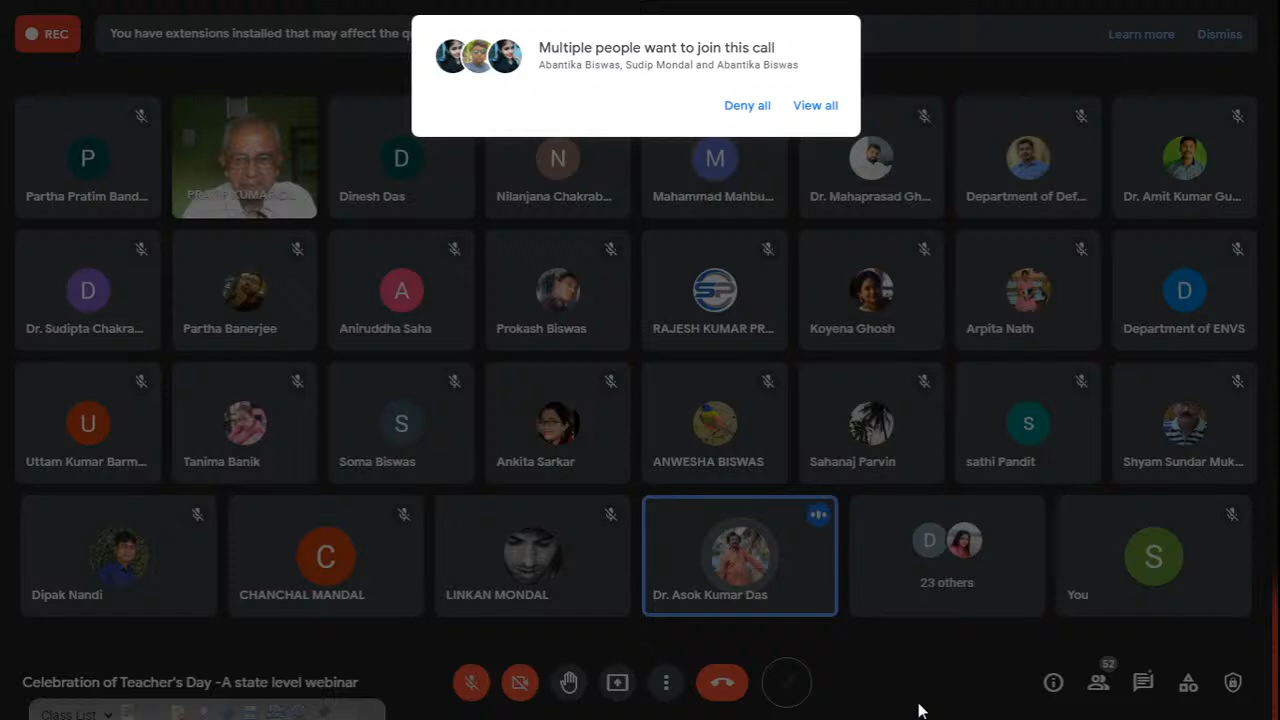 REC
You have extensions installed that may affect the qu
Learn more
Dismiss
Multiple people want to join this call
Abantika Biswas, Sudip Mondal and Abantika Biswas
Deny all
View all
P
D
N
M
Partha Pratim Band...
Dinesh Das
Nilanjana Chakrab...
Mahammad Mahbu...
Dr. Mahaprasad Gh...
Department of Def...
Dr. Amit Kumar Gu...
D
A
SP
D
Dr. Sudipta Chakra...
Partha Banerjee
Aniruddha Saha
Prokash Biswas
RAJESH KUMAR PR...
Koyena Ghosh
Arpita Nath
Department of ENVS
U
S
s
Uttam Kumar Barm...
Tanima Banik
Soma Biswas
Ankita Sarkar
ANWESHA BISWAS
Sahanaj Parvin
sathi Pandit
Shyam Sundar Muk...
C
D
S
Dipak Nandi
CHANCHAL MANDAL
LINKAN MONDAL
Dr. Asok Kumar Das
23 others
You
Celebration of Teacher's Day -A state level webinar
52
Class List